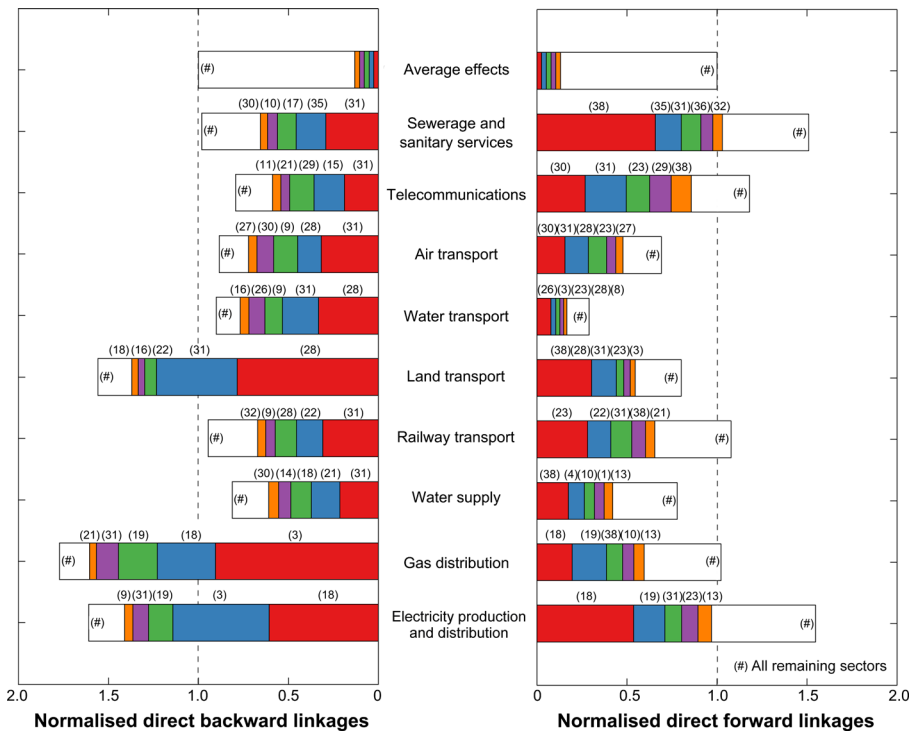 (#) Average effects (#)
(30) (10) (17) (35) (31) (38) (35)(31)(36)(32)
(#) Sewerage and
sanitary services (#)
(11) (21) (29) (15) (31) (30) (31) (23) (29)(38)
(#) Telecommunications (#)
(27) (30) (9) (28) (31) (30)(31)(28)(23)(27)
(#) Air transport (#)
(16) (26) (9) (31) (28) (26)(3)(23)(28)(8)
(#) Water transport (#)
(18) (16) (22) (31) (28) (38)(28)(31)(23)(3)
(#) Land transport (#)
(32) (9) (28) (22) (31) (23) (22)(31)(38)(21)
(#) Railway transport (#)
(30) (14) (18) (21) (31) (38) (4)(10)(1)(13)
(#) Water supply (#)
(21) (31) (19) (18) (3) (18) (19)(38)(10)(13)
(#) Gas distribution (#)
(9) (31) (19) (3) (18) (18) (19) (31)(23)(13)
(#) Electricity production
and distribution (#)
(#) All remaining sectors
2.0 1.5 1.0 0.5 0 0 0.5 1.0 1.5 2.0
Normalised direct backward linkages Normalised direct forward linkages